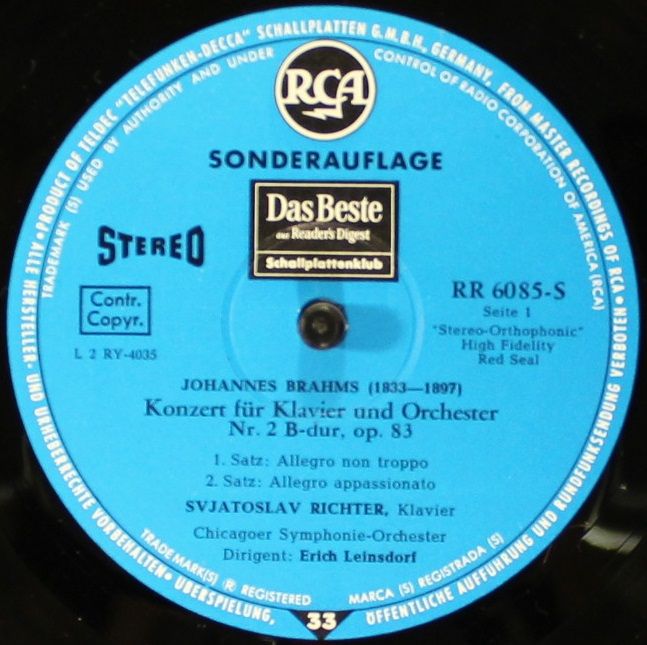 • PRODUCT OF TELDEC "TELEFUNKEN-DECCA" SCHALLPLATTEN G.M.B.H., GERMANY, FROM MASTER RECORDINGS OF RCA •
TRADEMARK (S) USED BY AUTHORITY AND UNDER CONTROL OF RADIO CORPORATION OF AMERICA (RCA)
RCA
SONDERAUFLAGE
Das Beste
aus Reader's Digest
Schallplattenklub
STEREO
Contr.
Copyr.
L 2 RY-4035
RR 6085-S
Seite 1
"Stereo-Orthophonic"
High Fidelity
Red Seal
JOHANNES BRAHMS (1833—1897)
Konzert für Klavier und Orchester
Nr. 2 B-dur, op. 83
1. Satz: Allegro non troppo
2. Satz: Allegro appassionato
SVJATOSLAV RICHTER, Klavier
Chicagoer Symphonie-Orchester
Dirigent: Erich Leinsdorf
TRADEMARK(S) ® REGISTERED
MARCA (S) REGISTRADA (S)
33
ALLE HERSTELLER- UND URHEBERRECHTE VORBEHALTEN • ÜBERSPIELUNG, ÖFFENTLICHE AUFFÜHRUNG UND RUNDFUNKSENDUNG VERBOTEN